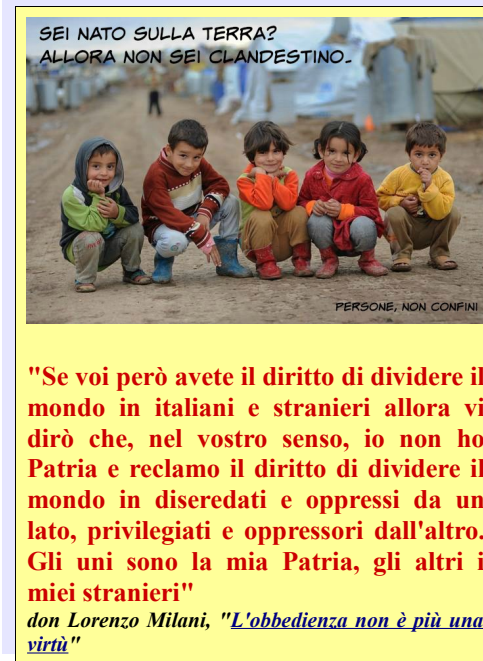 SEI NATO SULLA TERRA?
ALLORA NON SEI CLANDESTINO.
PERSONE, NON CONFINI
"Se voi però avete il diritto di dividere il
mondo in italiani e stranieri allora vi
dirò che, nel vostro senso, io non ho
Patria e reclamo il diritto di dividere il
mondo in diseredati e oppressi da un
lato, privilegiati e oppressori dall'altro.
Gli uni sono la mia Patria, gli altri i
miei stranieri"
don Lorenzo Milani, "L'obbedienza non è più una
virtù"